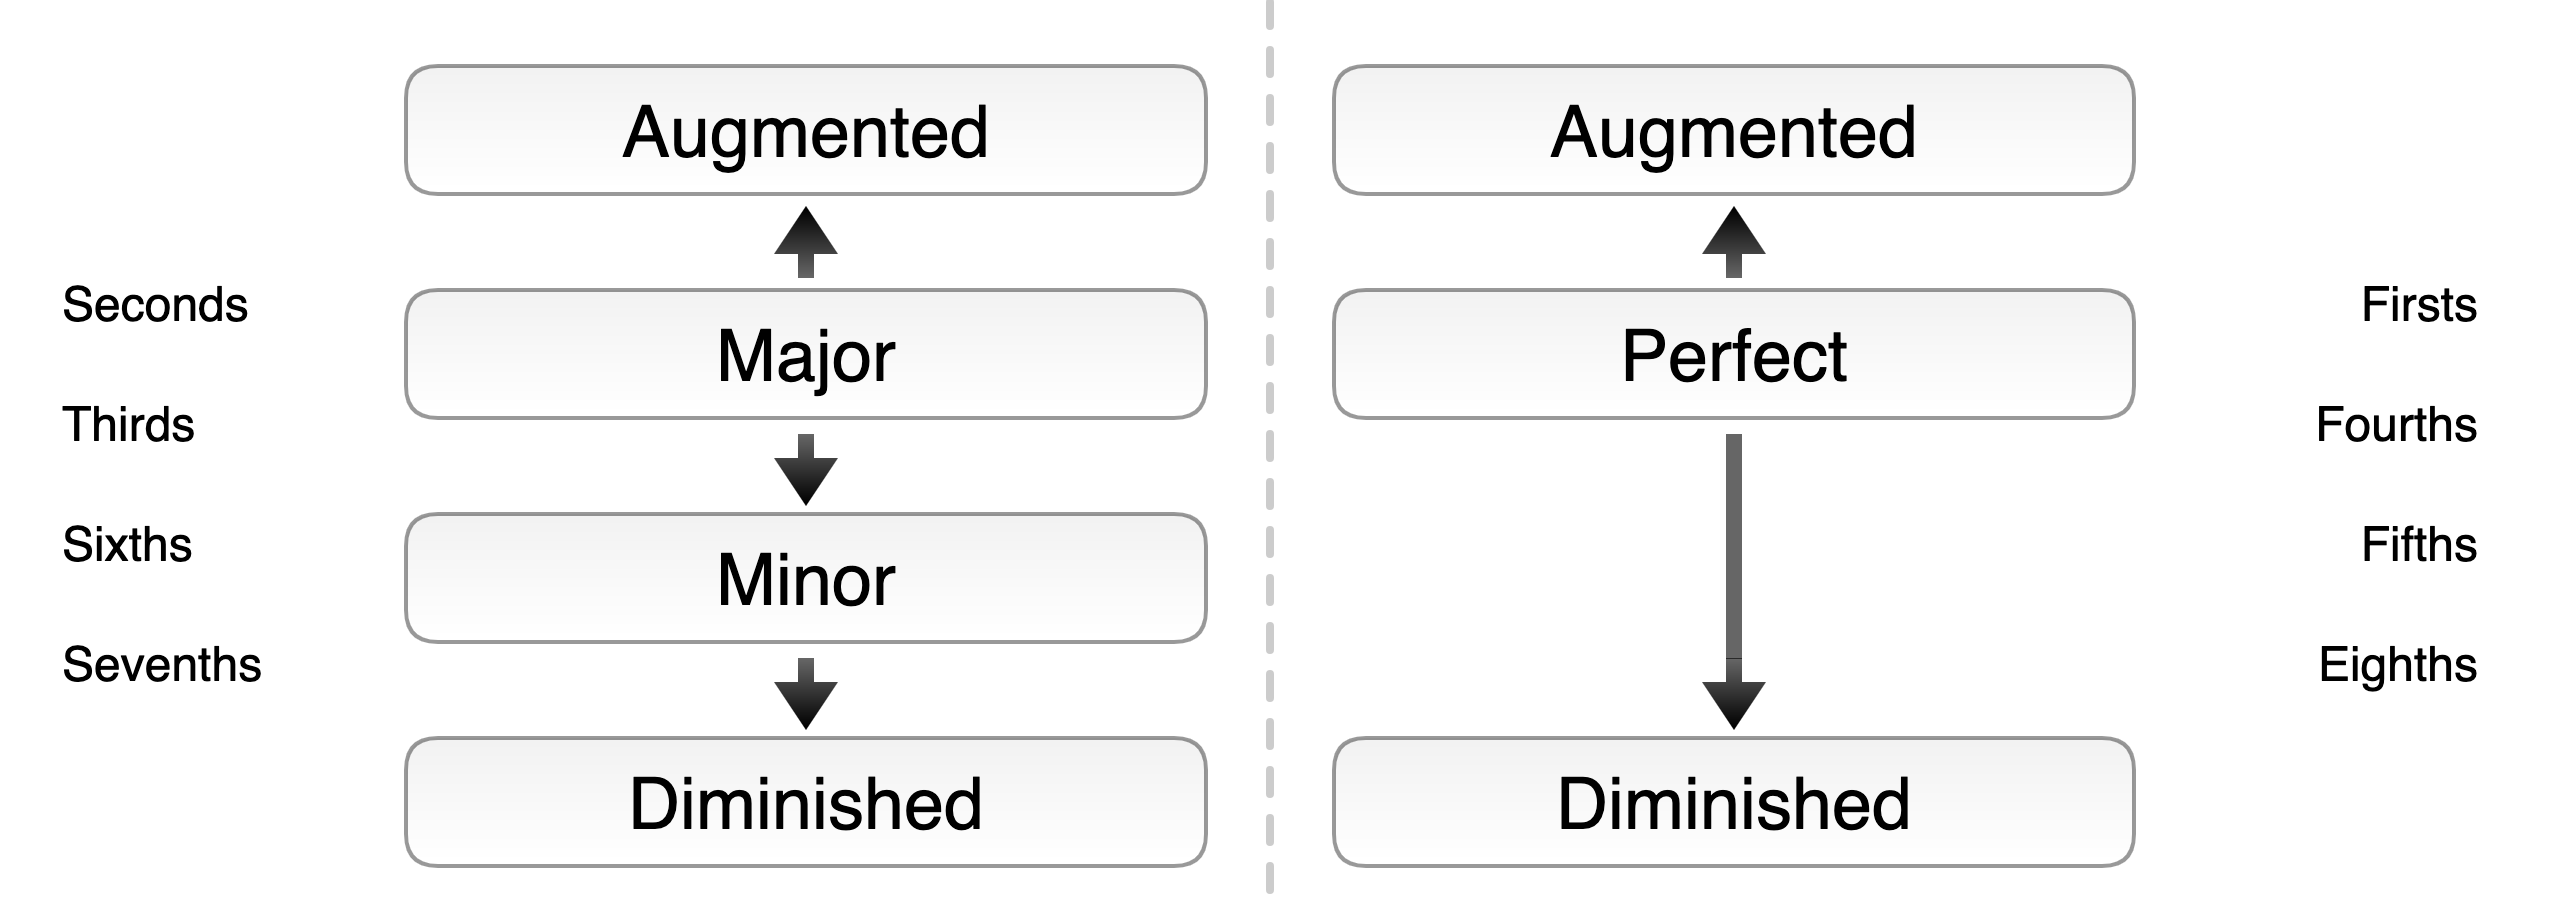 Augmented
Augmented
Seconds
Major
Perfect
Firsts
Thirds
Fourths
Sixths
Minor
Fifths
Sevenths
Eighths
Diminished
Diminished